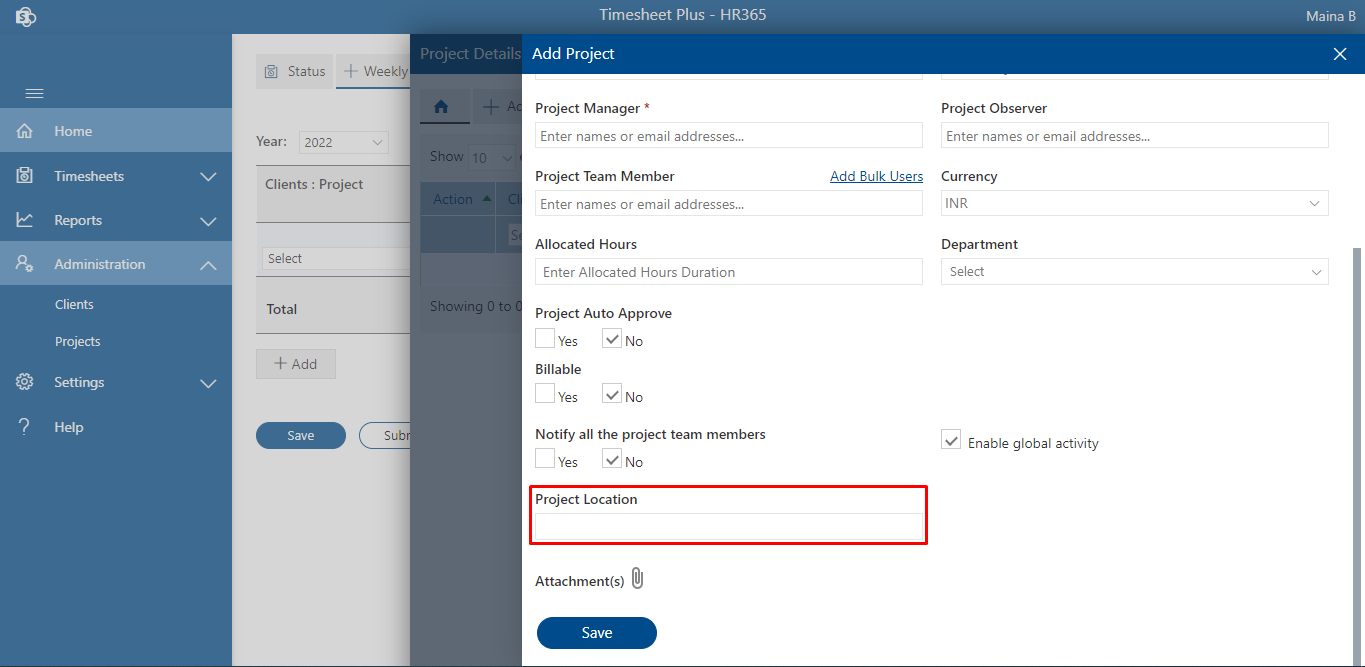 Timesheet Plus - HR365
Maina B
Home
Timesheets
Reports
Administration
Clients
Projects
Settings
Help
Status
Weekly
Year: 2022
Clients : Project
Select
Total
Add
Save
Project Details
Show 10
Action
Showing 0 to 0
Add Project
Project Manager *
Enter names or email addresses...
Project Observer
Enter names or email addresses...
Project Team Member Add Bulk Users
Enter names or email addresses...
Currency
INR
Allocated Hours
Enter Allocated Hours Duration
Department
Select
Project Auto Approve
Yes No
Billable
Yes No
Notify all the project team members
Yes No
Enable global activity
Project Location
Attachment(s)
Save